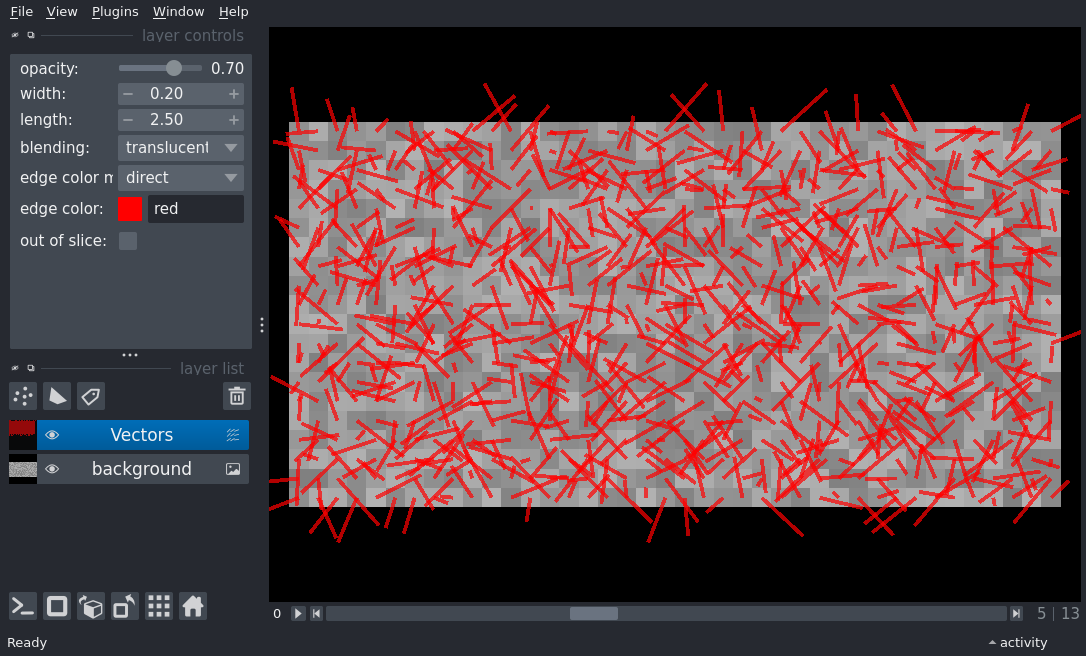 File View Plugins Window Help
layer controls
opacity: 0.70
width: − 0.20 +
length: − 2.50 +
blending: translucent
edge color m direct
edge color: red
out of slice:
layer list
Vectors
background
0 5 | 13
Ready activity